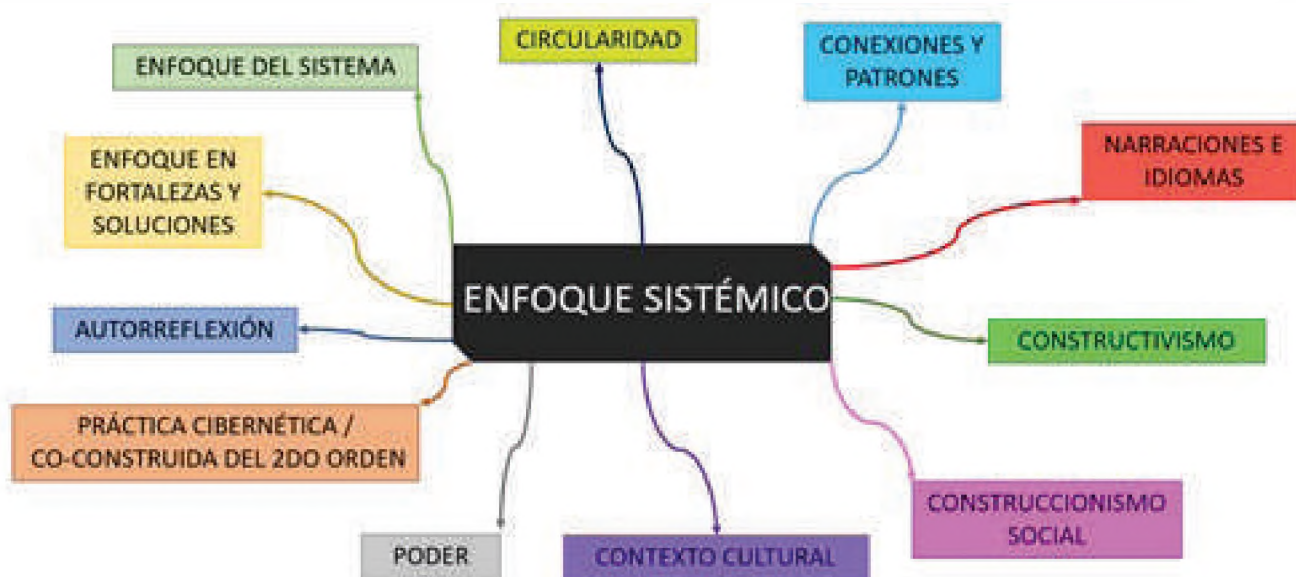 CIRCULARIDAD
CONEXIONES Y
PATRONES
ENFOQUE DEL SISTEMA
NARRACIONES E
IDIOMAS
ENFOQUE EN
FORTALEZAS Y
SOLUCIONES
ENFOQUE SISTÉMICO
AUTORREFLEXIÓN
CONSTRUCTIVISMO
PRÁCTICA CIBERNÉTICA /
CO-CONSTRUIDA DEL 2DO ORDEN
CONSTRUCCIONISMO
SOCIAL
PODER
CONTEXTO CULTURAL